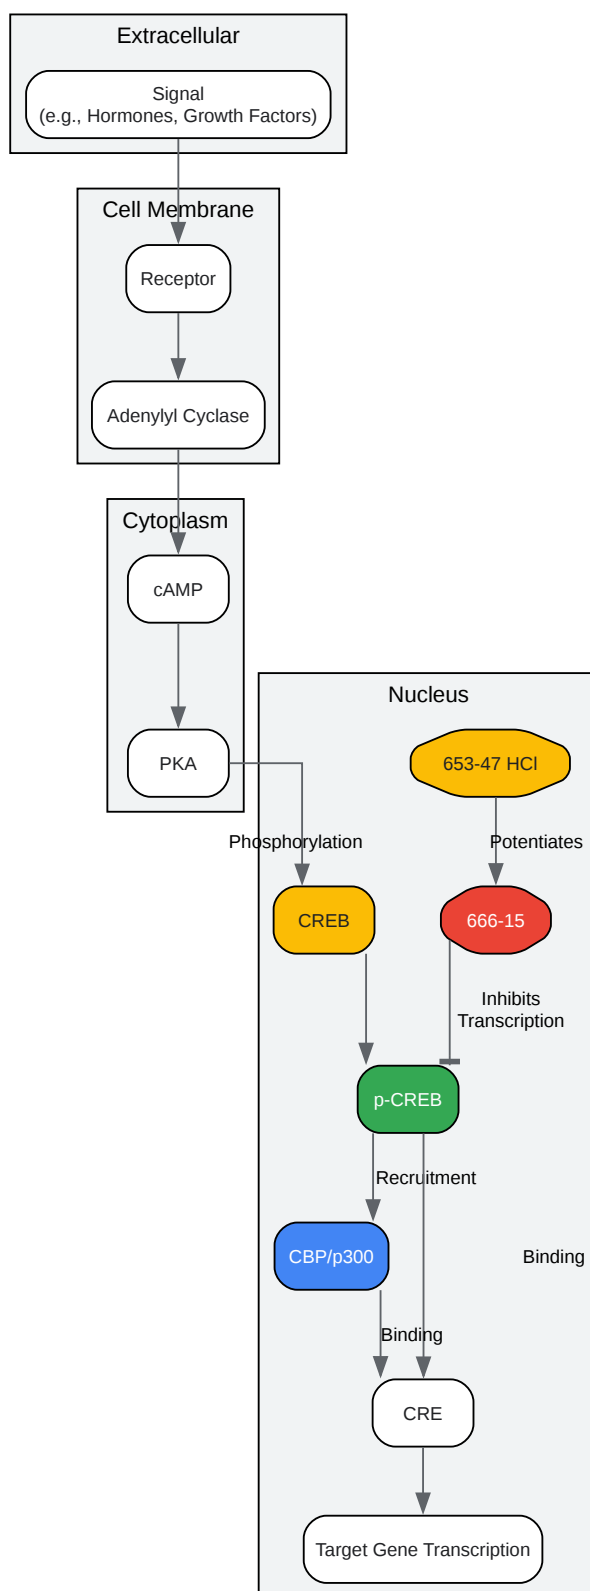 Extracellular
Signal
(e.g., Hormones, Growth Factors)
Cell Membrane
Receptor
Adenylyl Cyclase
Cytoplasm
cAMP
PKA
Nucleus
653-47 HCl
Phosphorylation
Potentiates
CREB
666-15
Inhibits
Transcription
p-CREB
Recruitment
CBP/p300
Binding
Binding
CRE
Target Gene Transcription